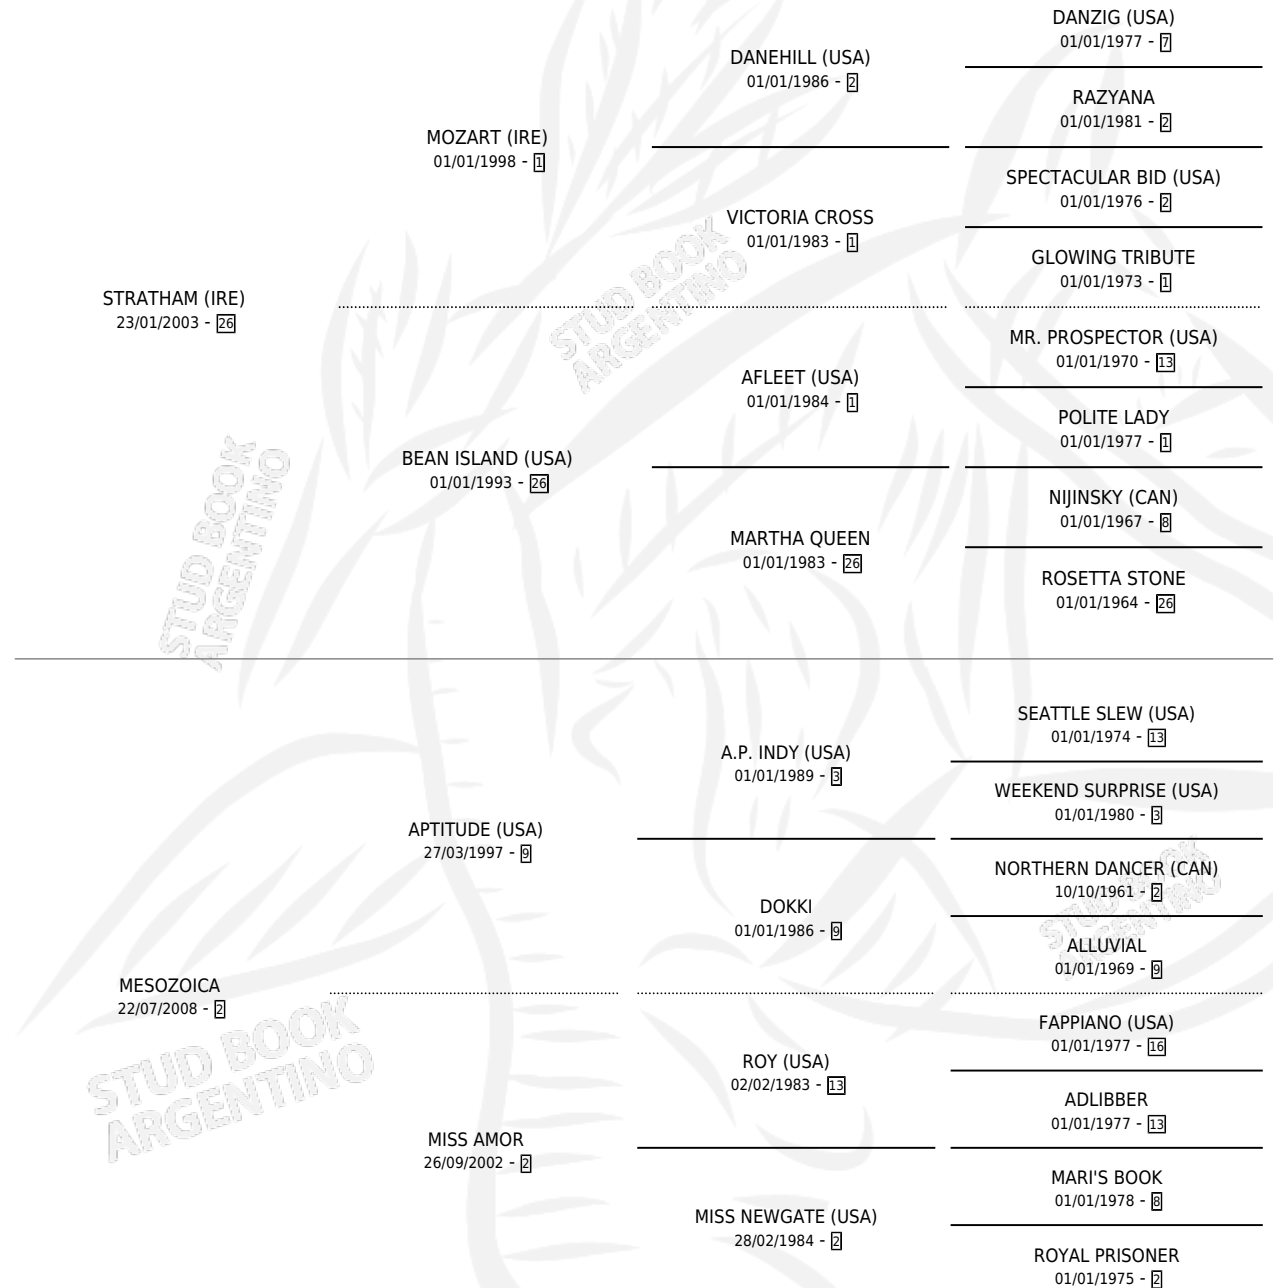 DANZIG (USA)
01/01/1977 - 7
DANEHILL (USA)
01/01/1986 - 2
RAZYANA
01/01/1981 - 2
MOZART (IRE)
01/01/1998 - 1
SPECTACULAR BID (USA)
01/01/1976 - 2
VICTORIA CROSS
01/01/1983 - 1
GLOWING TRIBUTE
01/01/1973 - 1
STRATHAM (IRE)
23/01/2003 - 26
STUD BOOK
ARGENTINO
MR. PROSPECTOR (USA)
01/01/1970 - 13
AFLEET (USA)
01/01/1984 - 1
POLITE LADY
01/01/1977 - 1
BEAN ISLAND (USA)
01/01/1993 - 26
NIJINSKY (CAN)
01/01/1967 - 8
MARTHA QUEEN
01/01/1983 - 26
ROSETTA STONE
01/01/1964 - 26
STUD BOOK
ARGENTINO
SEATTLE SLEW (USA)
01/01/1974 - 13
A.P. INDY (USA)
01/01/1989 - 3
WEEKEND SURPRISE (USA)
01/01/1980 - 3
APTITUDE (USA)
27/03/1997 - 9
NORTHERN DANCER (CAN)
10/10/1961 - 2
STUD BOOK
ARGENTINO
DOKKI
01/01/1986 - 9
ALLUVIAL
01/01/1969 - 9
MESOZOICA
22/07/2008 - 2
STUD BOOK
ARGENTINO
FAPPIANO (USA)
01/01/1977 - 16
ROY (USA)
02/02/1983 - 13
ADLIBBER
01/01/1977 - 13
MISS AMOR
26/09/2002 - 2
MARI'S BOOK
01/01/1978 - 8
MISS NEWGATE (USA)
28/02/1984 - 2
ROYAL PRISONER
01/01/1975 - 2